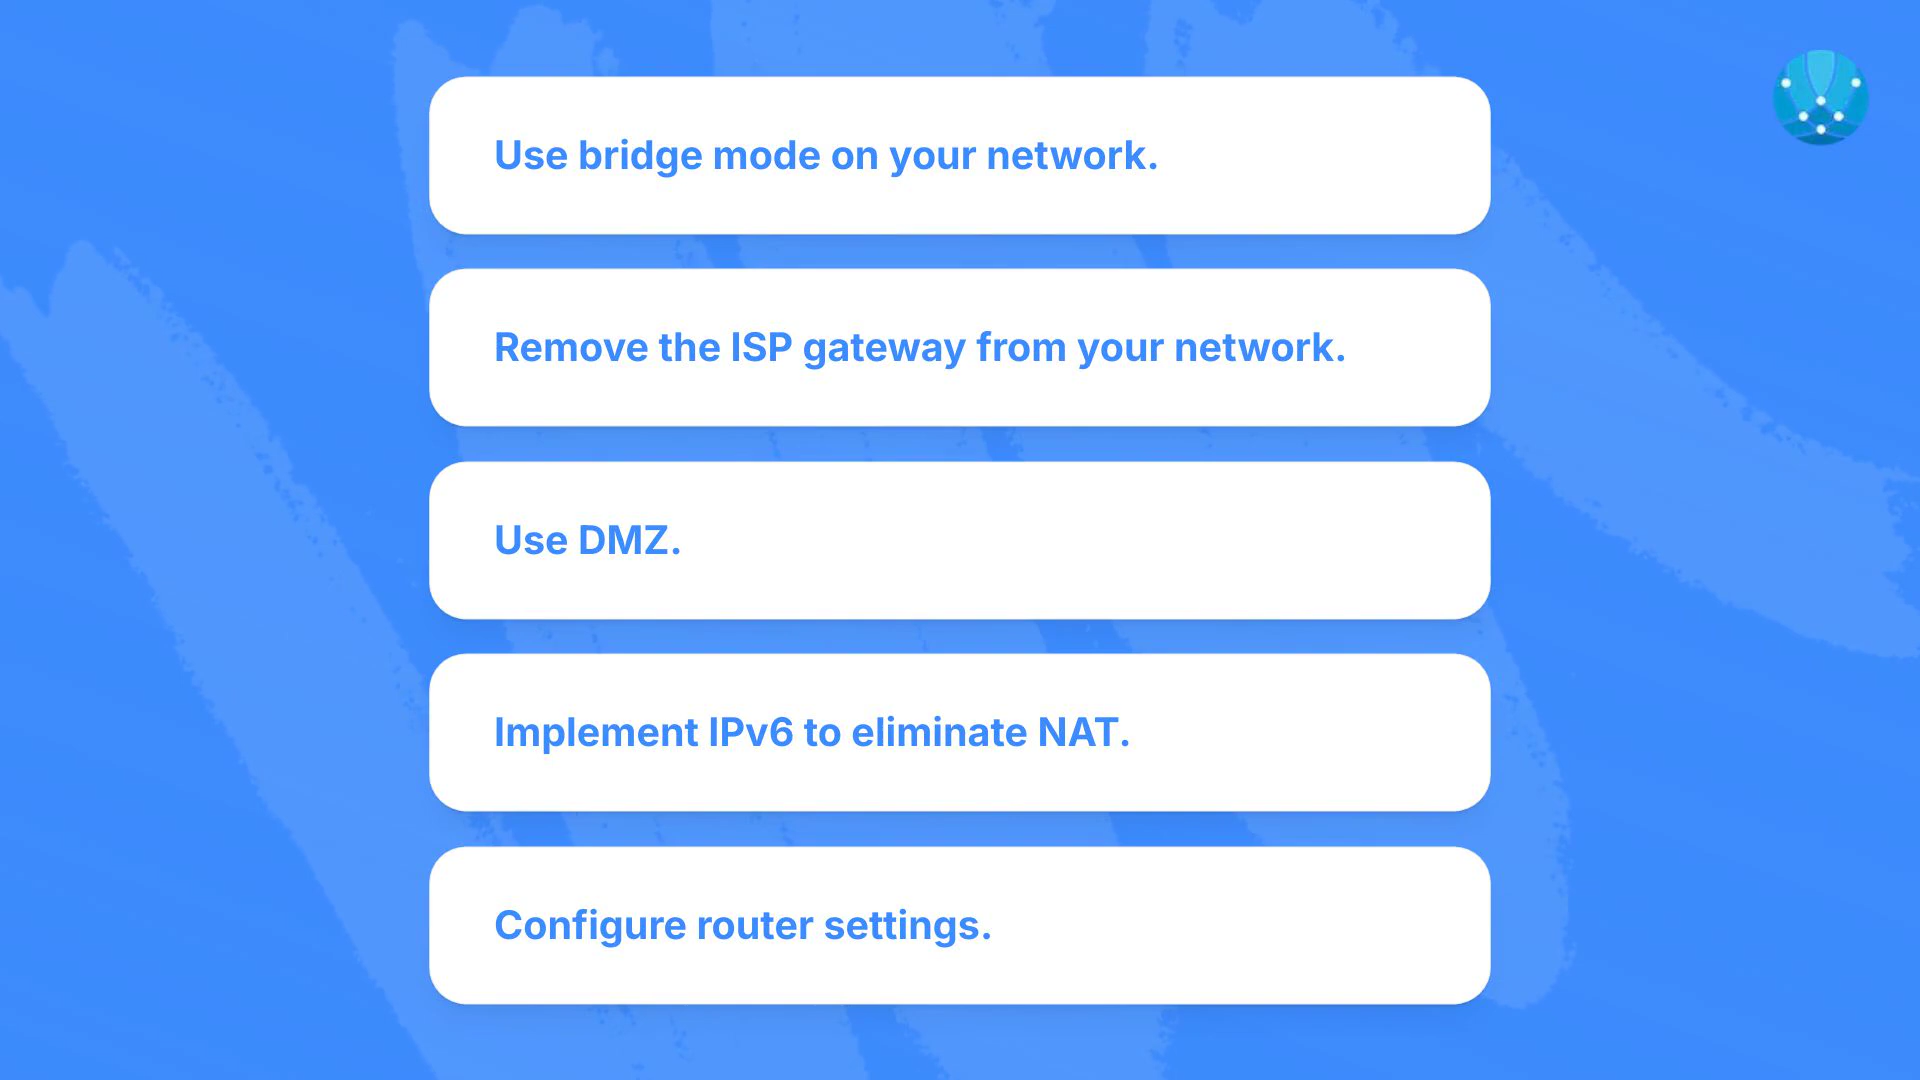 Use bridge mode on your network.
Remove the ISP gateway from your network.
Use DMZ.
Implement IPv6 to eliminate NAT.
Configure router settings.